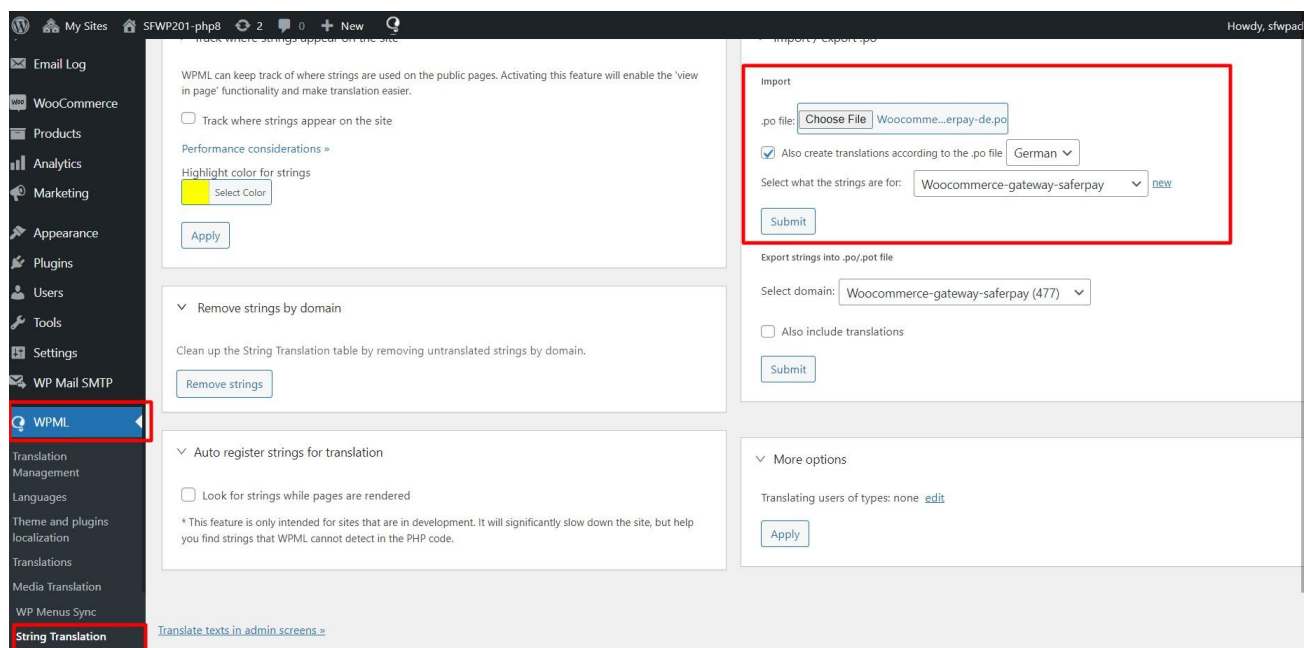 My Sites SFWP201-php8 2 0 + New Howdy, sfwpad
Email Log
WooCommerce
Products
Analytics
Marketing
Appearance
Plugins
Users
Tools
Settings
WP Mail SMTP
WPML
Translation
Management
Languages
Theme and plugins
localization
Translations
Media Translation
WP Menus Sync
String Translation
Track where strings appear on the site
WPML can keep track of where strings are used on the public pages. Activating this feature will enable the 'view
in page' functionality and make translation easier.
Track where strings appear on the site
Performance considerations »
Highlight color for strings
Select Color
Apply
Remove strings by domain
Clean up the String Translation table by removing untranslated strings by domain.
Remove strings
Auto register strings for translation
Look for strings while pages are rendered
* This feature is only intended for sites that are in development. It will significantly slow down the site, but help
you find strings that WPML cannot detect in the PHP code.
Translate texts in admin screens »
Import / export .po
Import
.po file: Choose File Woocomme...erpay-de.po
Also create translations according to the .po file German
Select what the strings are for: Woocommerce-gateway-saferpay new
Submit
Export strings into .po/.pot file
Select domain: Woocommerce-gateway-saferpay (477)
Also include translations
Submit
More options
Translating users of types: none edit
Apply